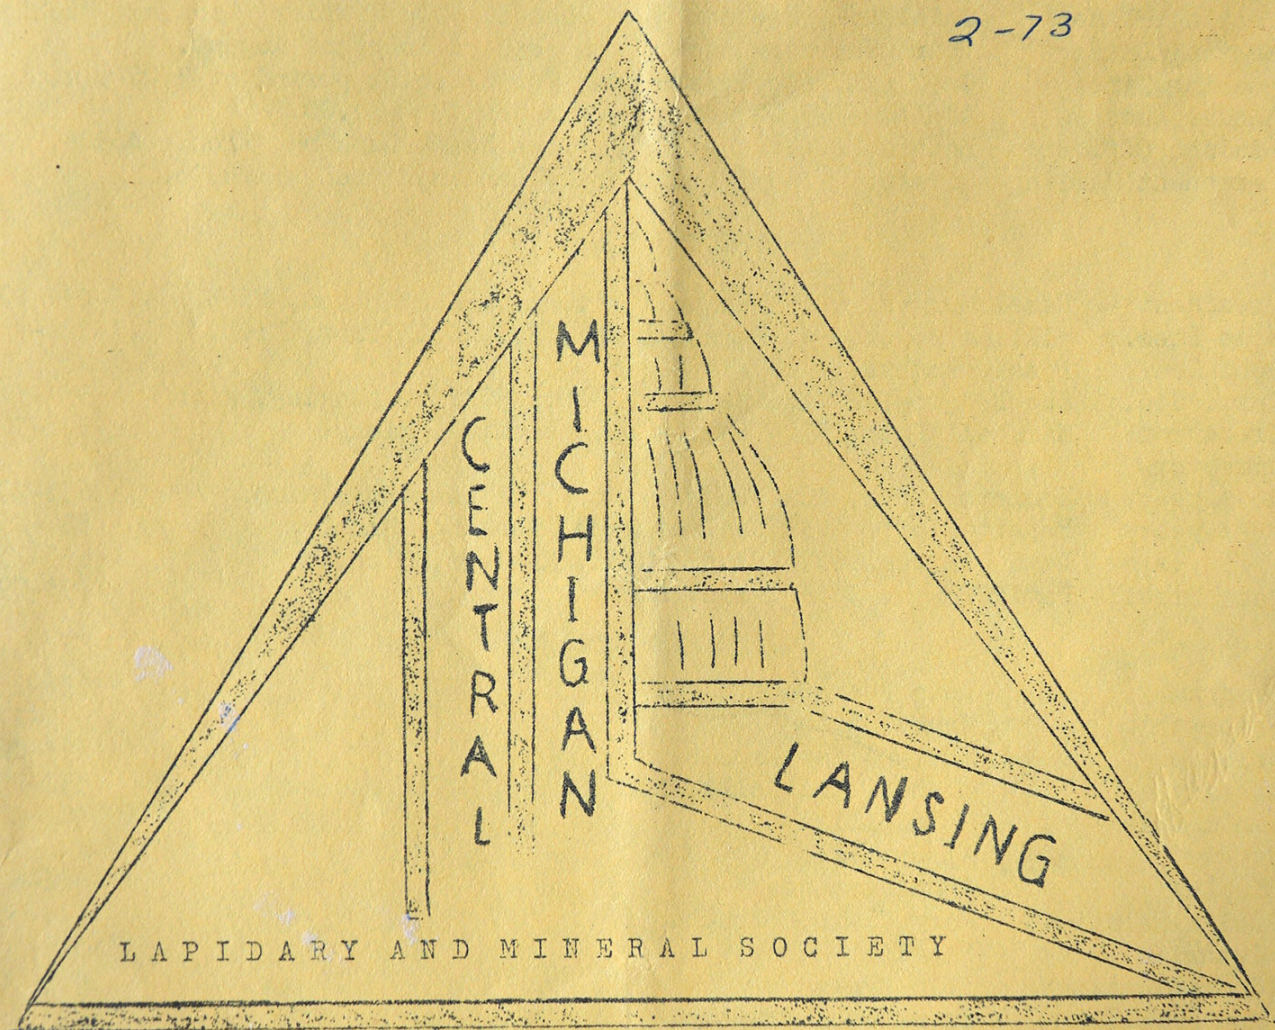 2-73
CENTRAL
MICHIGAN
LANSING
LAPIDARY AND MINERAL SOCIETY